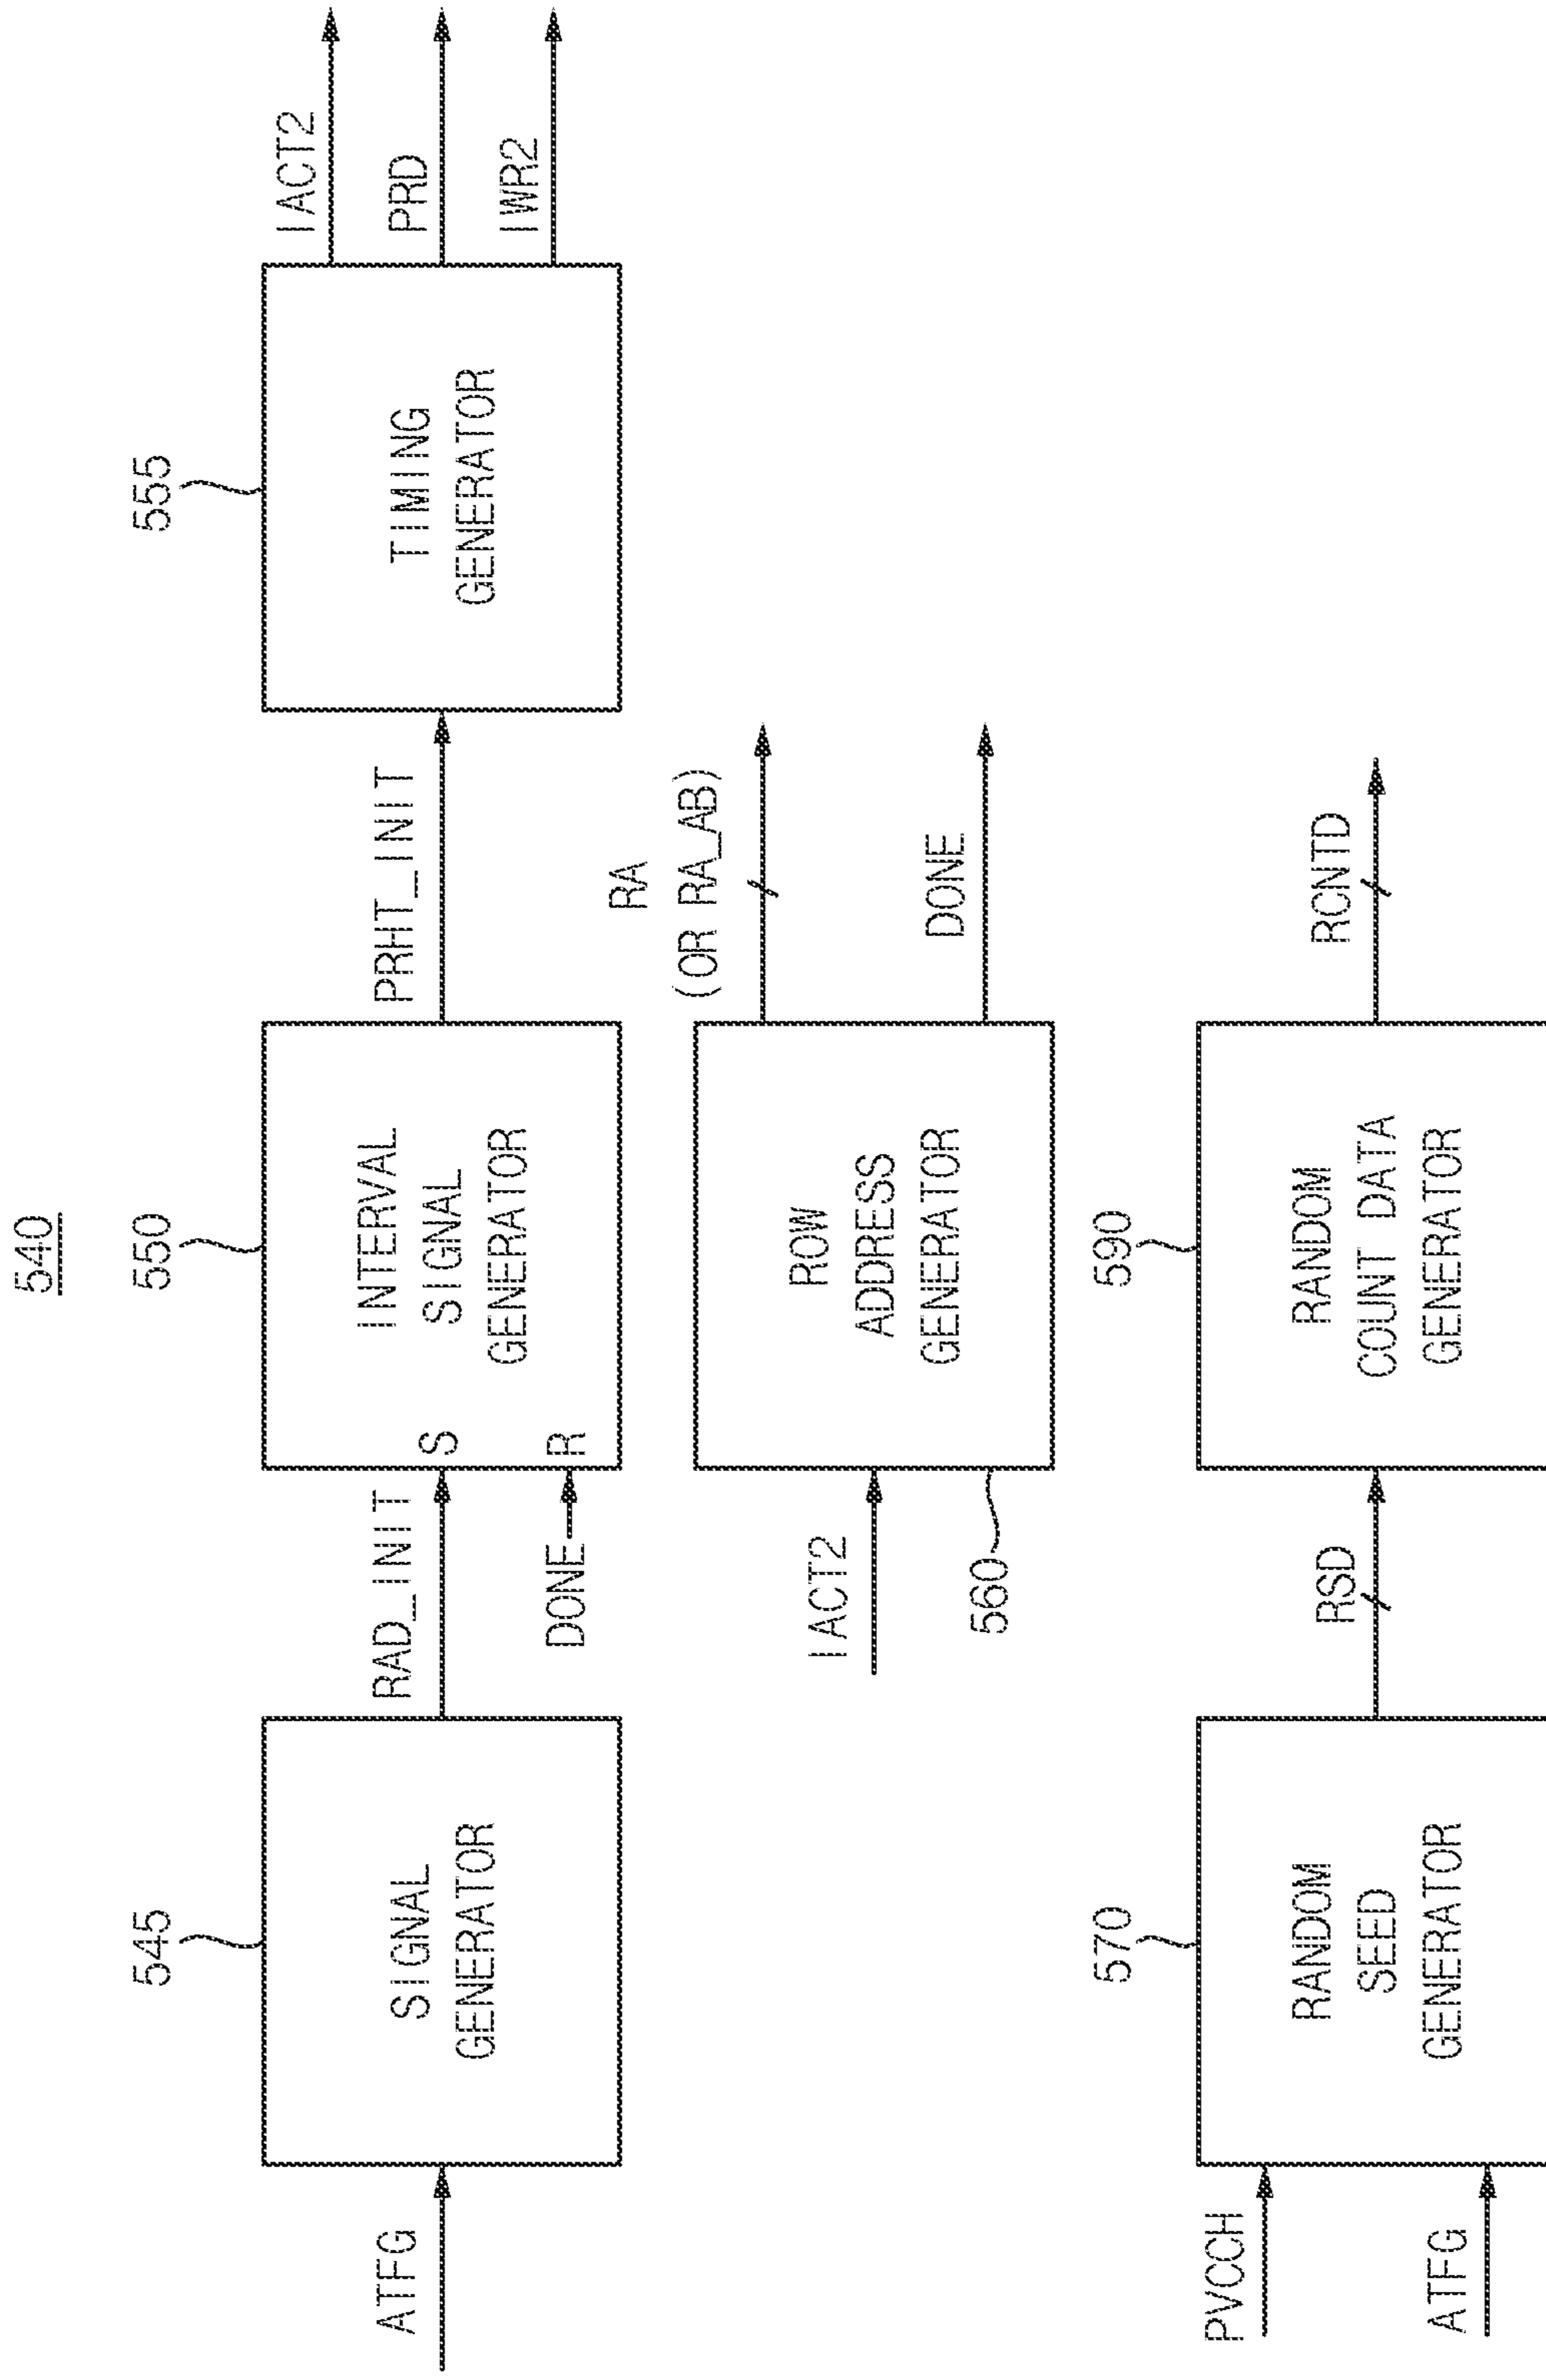 540
545
550
555
ATFG
SIGNAL
GENERATOR
RAD_INIT
S
DONE
R
INTERVAL
SIGNAL
GENERATOR
PRHT_INIT
TIMING
GENERATOR
IACT2
PRD
IWR2
IACT2
560
ROW
ADDRESS
GENERATOR
RA
(OR RA_AB)
DONE
570
590
PVCCH
ATFG
RANDOM
SEED
GENERATOR
RSD
RANDOM
COUNT DATA
GENERATOR
RCNTD